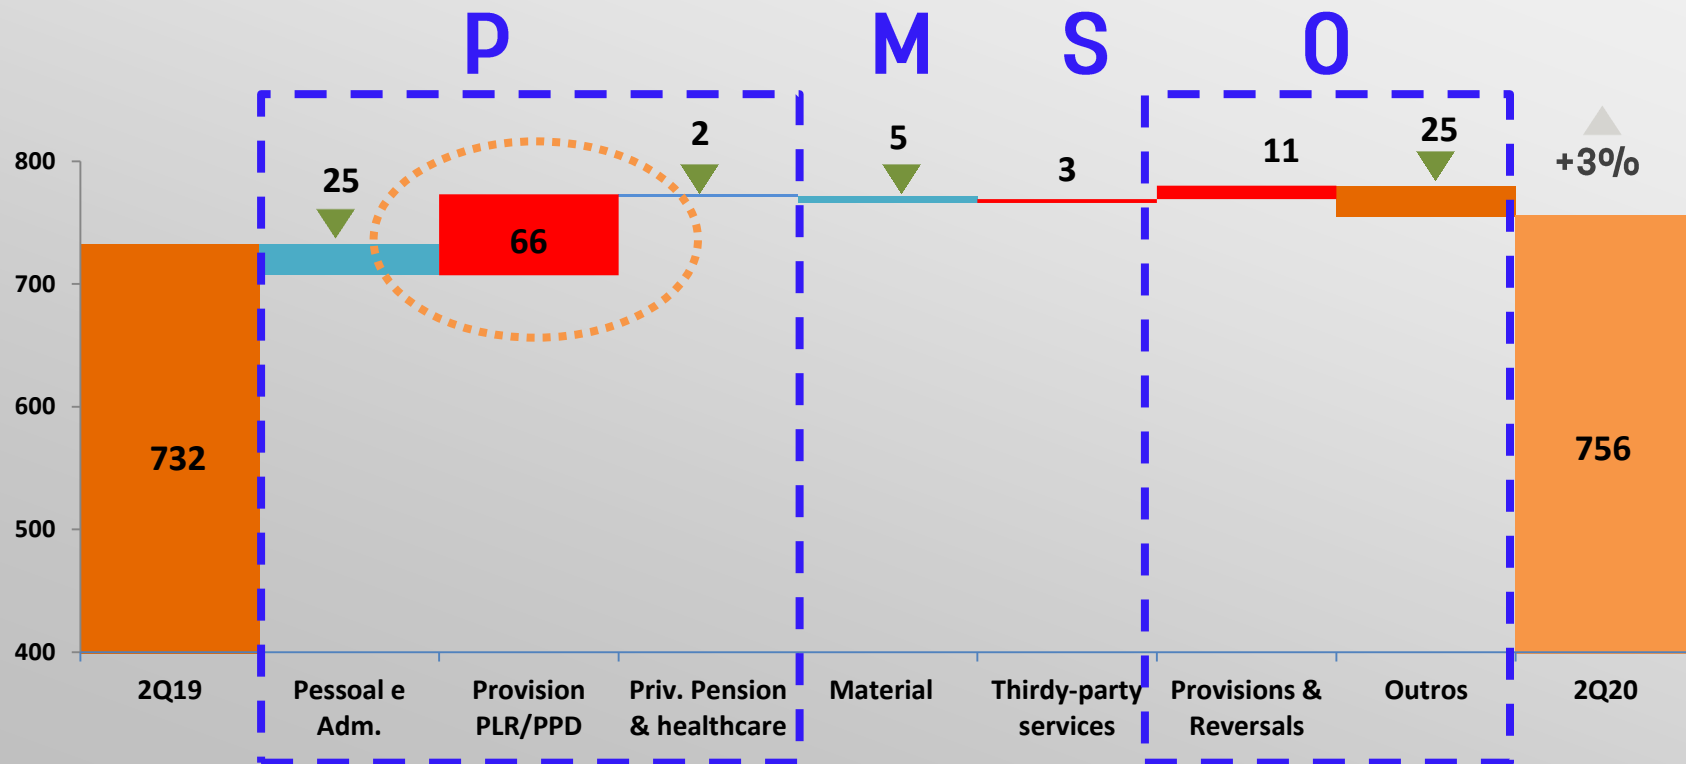 P M S O
800
700
600
500
400
732
25
66
2
5
3
11
25
+3%
756
2Q19
Pessoal e
Adm.
Provision
PLR/PPD
Priv. Pension
& healthcare
Material
Thirdy-party
services
Provisions &
Reversals
Outros
2Q20